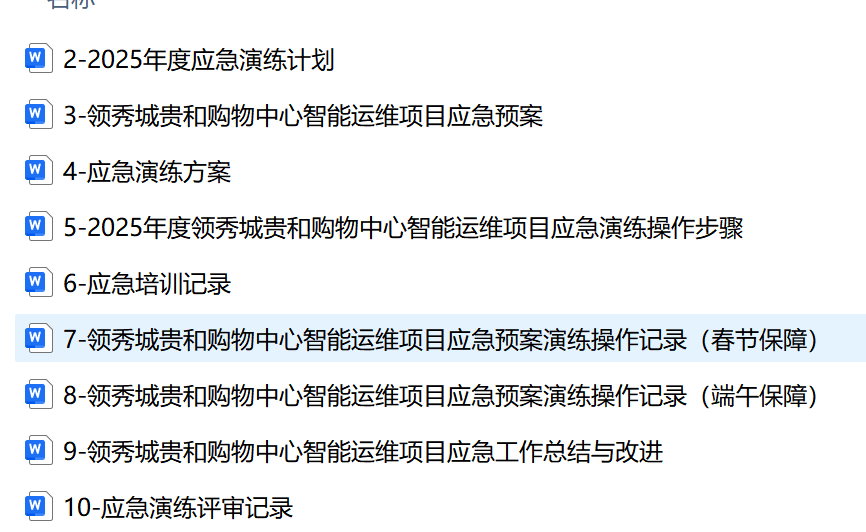 名称
2-2025年度应急演练计划
3-领秀城贵和购物中心智能运维项目应急预案
4-应急演练方案
5-2025年度领秀城贵和购物中心智能运维项目应急演练操作步骤
6-应急培训记录
7-领秀城贵和购物中心智能运维项目应急预案演练操作记录（春节保障）
8-领秀城贵和购物中心智能运维项目应急预案演练操作记录（端午保障）
9-领秀城贵和购物中心智能运维项目应急工作总结与改进
10-应急演练评审记录